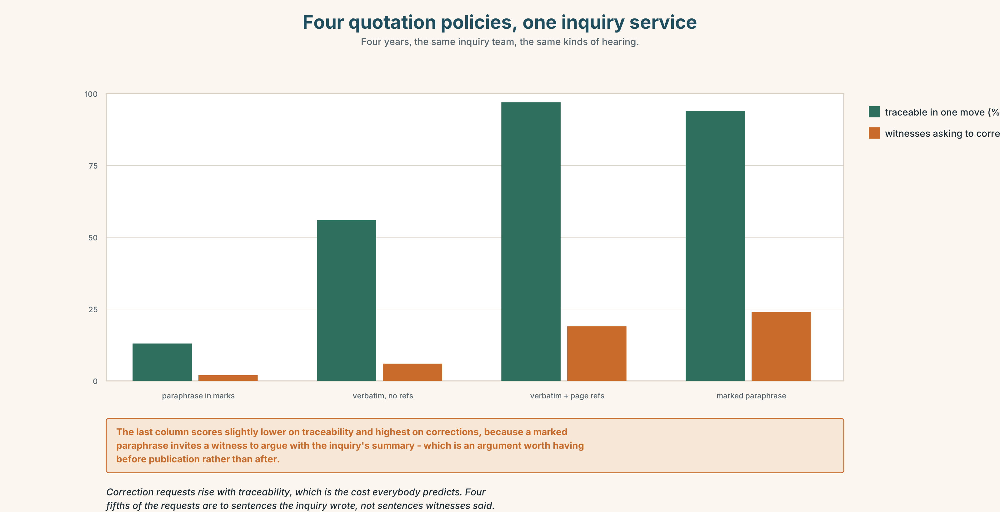 Four quotation policies, one inquiry service
Four years, the same inquiry team, the same kinds of hearing.
100
75
50
25
0
traceable in one move (%
witnesses asking to corre
paraphrase in marks
verbatim, no refs
verbatim + page refs
marked paraphrase
The last column scores slightly lower on traceability and highest on corrections, because a marked
paraphrase invites a witness to argue with the inquiry's summary - which is an argument worth having
before publication rather than after.
Correction requests rise with traceability, which is the cost everybody predicts. Four
fifths of the requests are to sentences the inquiry wrote, not sentences witnesses said.